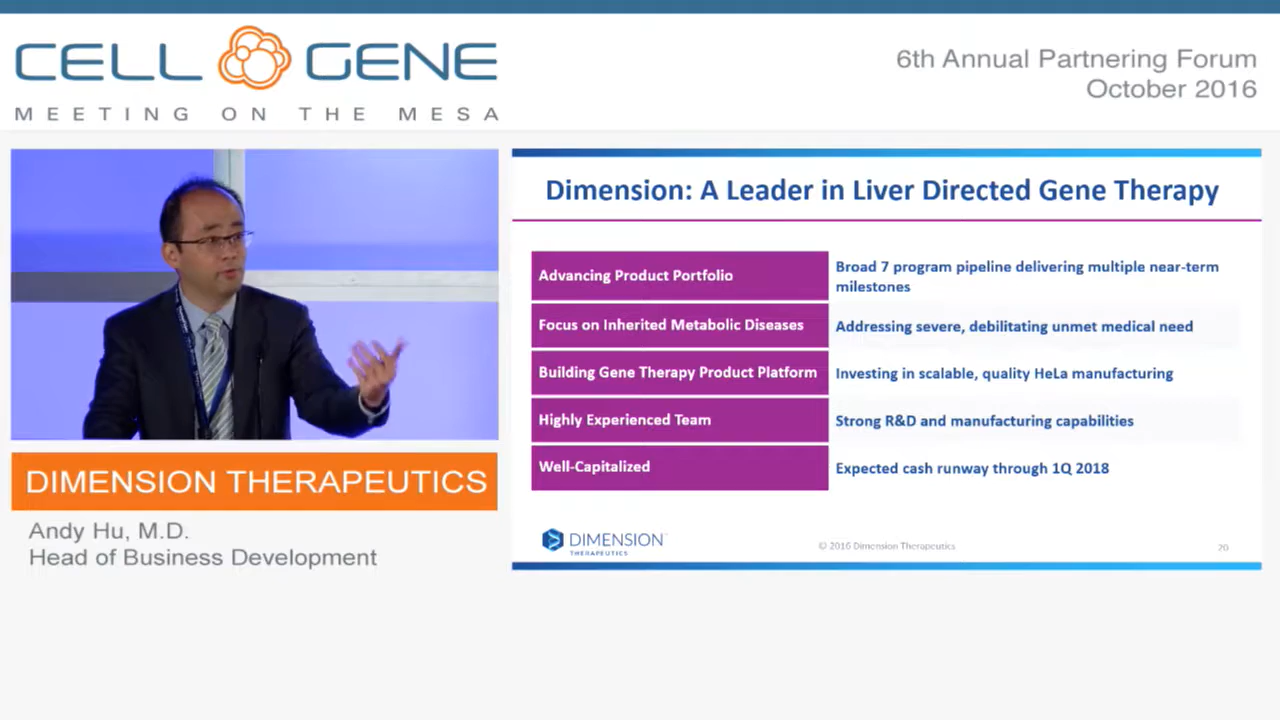 CELL GENE
MEETING ON THE MESA
6th Annual Partnering Forum
October 2016
DIMENSION THERAPEUTICS
Andy Hu, M.D.
Head of Business Development
Dimension: A Leader in Liver Directed Gene Therapy
Advancing Product Portfolio
Broad 7 program pipeline delivering multiple near-term
milestones
Focus on Inherited Metabolic Diseases
Addressing severe, debilitating unmet medical need
Building Gene Therapy Product Platform
Investing in scalable, quality HeLa manufacturing
Highly Experienced Team
Strong R&D and manufacturing capabilities
Well-Capitalized
Expected cash runway through 1Q 2018
DIMENSION
THERAPEUTICS
© 2016 Dimension Therapeutics
20